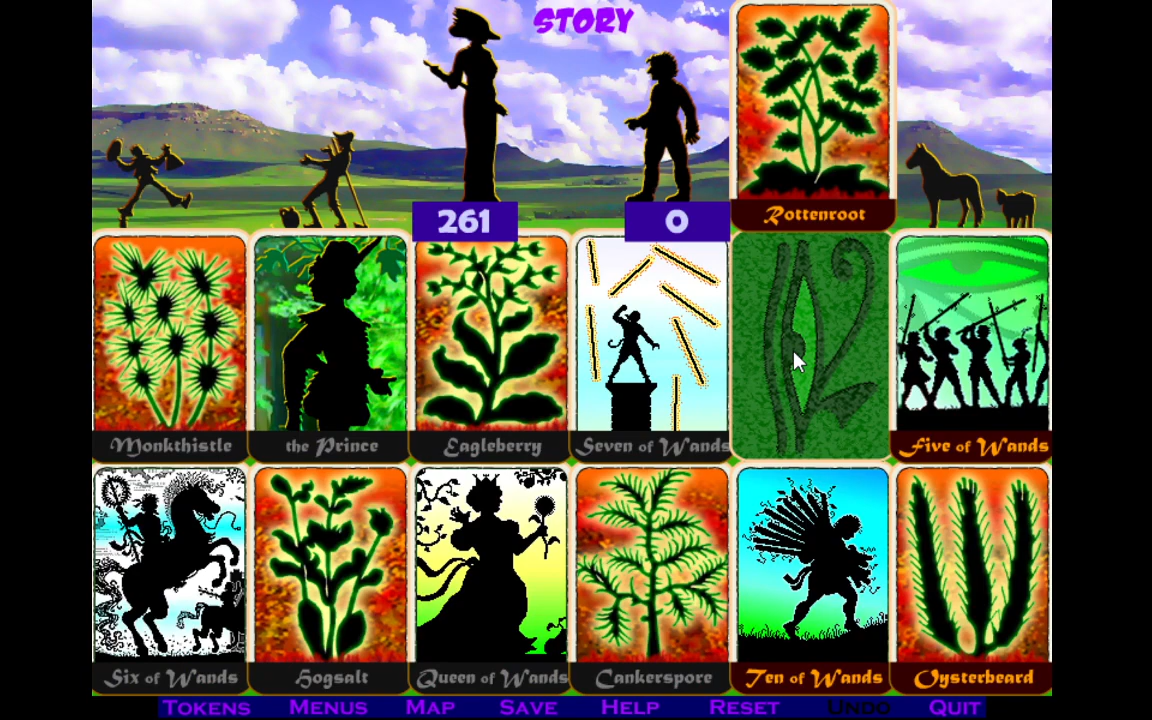 STORY
Rottenroot
261
0
Monkthistle
the Prince
Eagleberry
Seven of Wands
Five of Wands
Six of Wands
Hogsalt
Queen of Wands
Cankerspore
Ten of Wands
Oysterbeard
TOKENS MENUS MAP SAVE HELP RESET UNDO QUIT